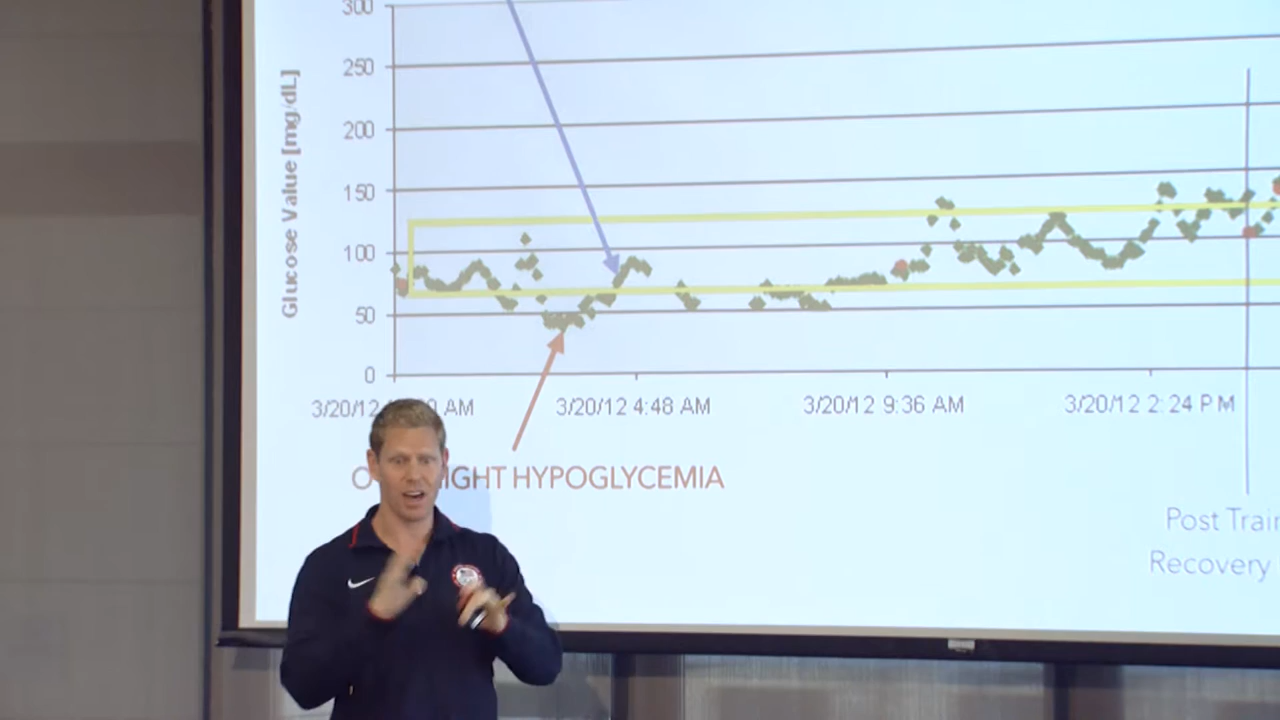 300
250
200
150
100
50
0
Glucose Value [mg/dL]
3/20/12 AM
3/20/12 4:48 AM
3/20/12 9:36 AM
3/20/12 2:24 PM
HYPOGLYCEMIA
Post
Recovery